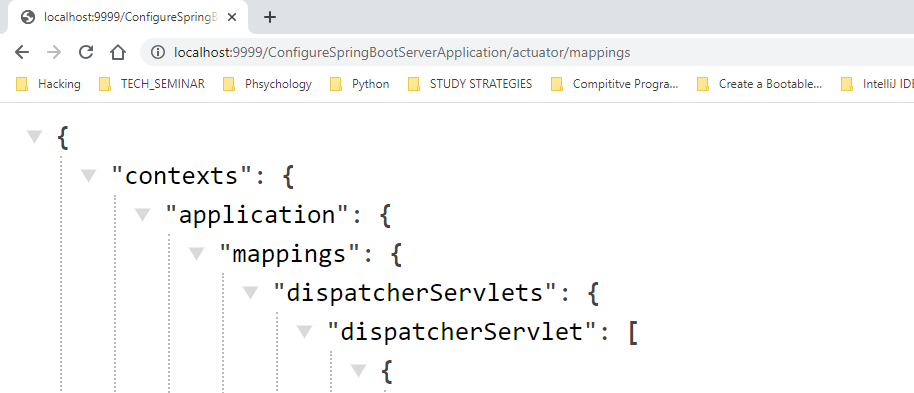 localhost:9999/ConfigureSpringB
localhost:9999/ConfigureSpringBootServerApplication/actuator/mappings
Hacking TECH_SEMINAR Phsychology Python STUDY STRATEGIES Compititve Progra... Create a Bootable... IntelliJ IDE
{
"contexts": {
"application": {
"mappings": {
"dispatcherServlets": {
"dispatcherServlet": [
{